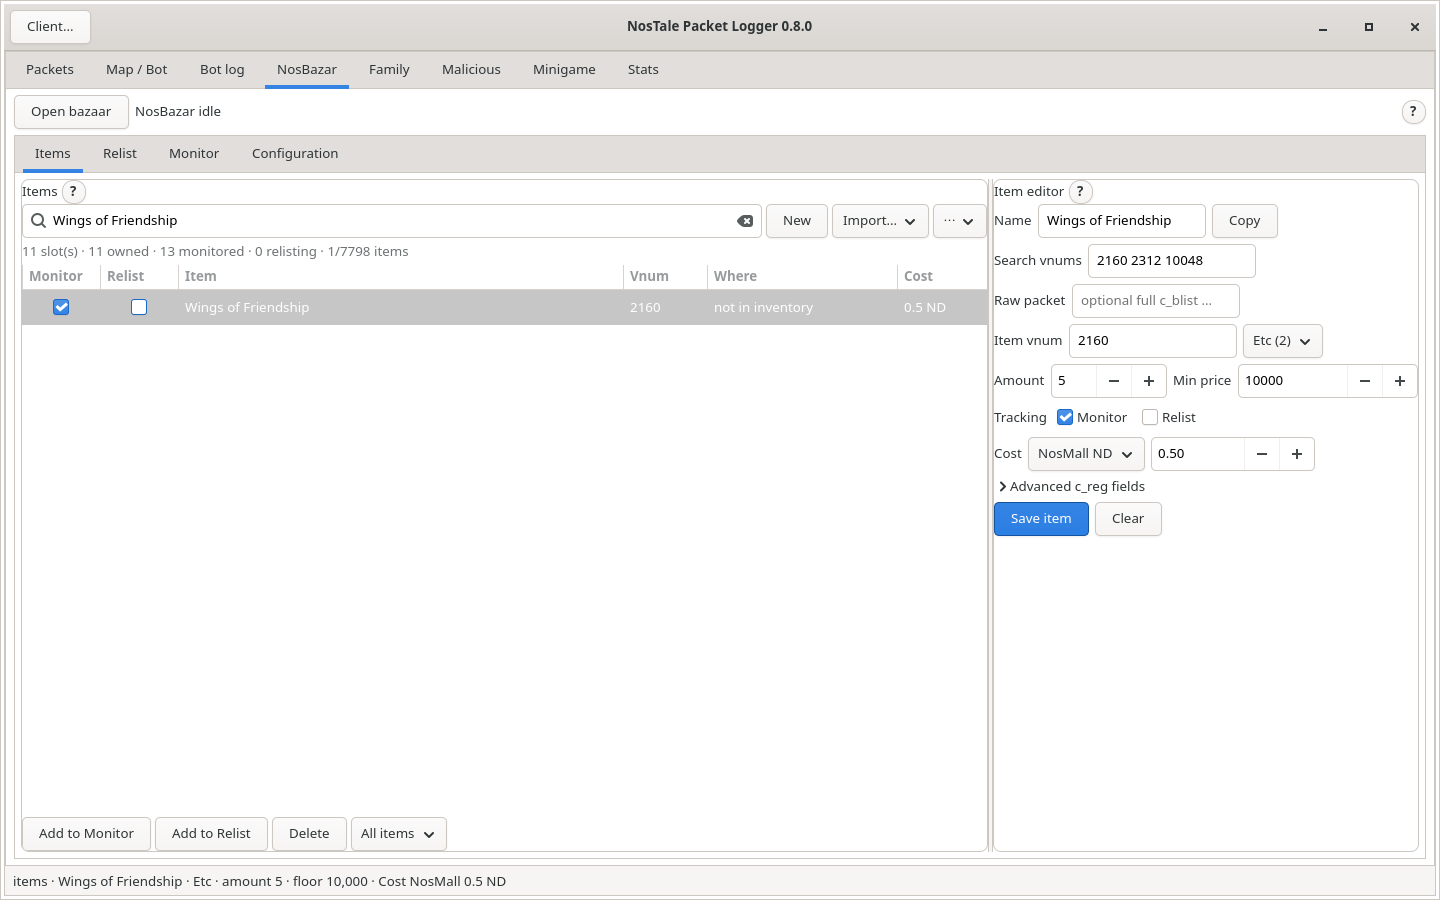 Client... NosTale Packet Logger 0.8.0
Packets Map / Bot Bot log NosBazar Family Malicious Minigame Stats
Open bazaar NosBazar idle ?
Items Relist Monitor Configuration
Items ?
Wings of Friendship New Import... ...
11 slot(s) · 11 owned · 13 monitored · 0 relisting · 1/7798 items
Monitor Relist Item Vnum Where Cost
Wings of Friendship 2160 not in inventory 0.5 ND
Add to Monitor Add to Relist Delete All items
Item editor ?
Name Wings of Friendship Copy
Search vnums 2160 2312 10048
Raw packet optional full c_blist ...
Item vnum 2160 Etc (2)
Amount 5 − + Min price 10000 − +
Tracking Monitor Relist
Cost NosMall ND 0.50 − +
Advanced c_reg fields
Save item Clear
items · Wings of Friendship · Etc · amount 5 · floor 10,000 · Cost NosMall 0.5 ND